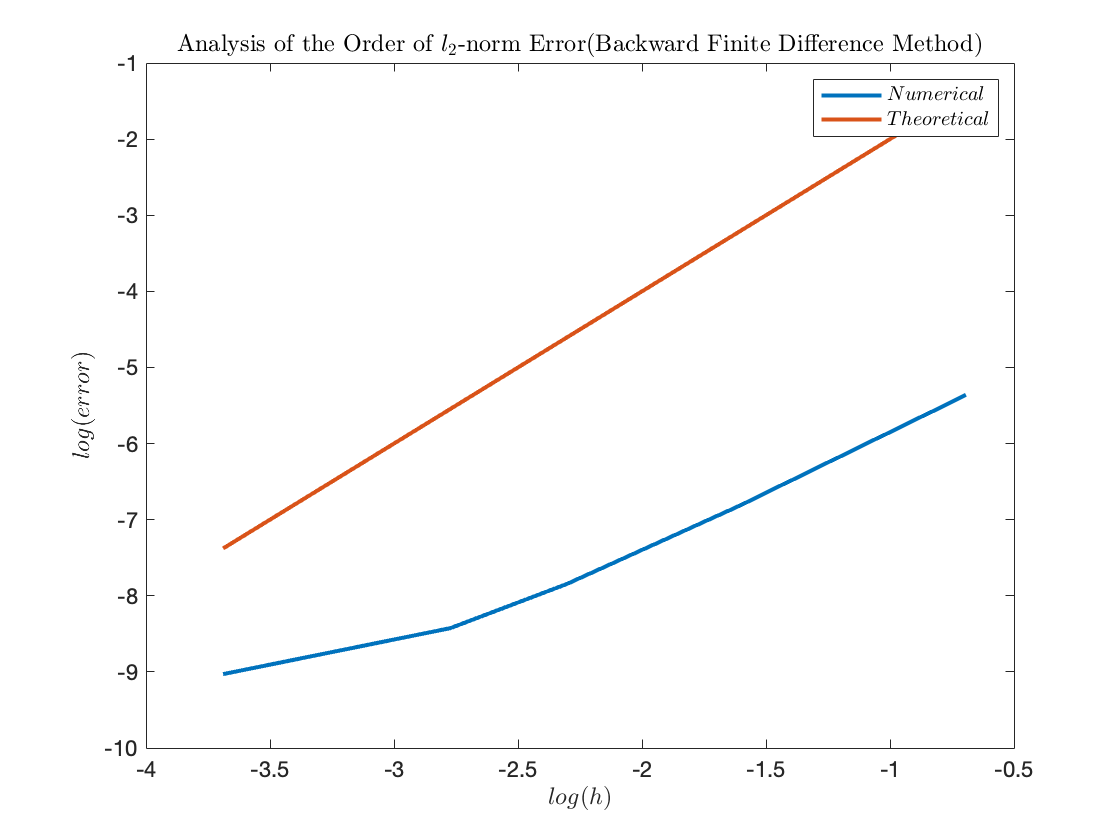 Analysis of the Order of l₂-norm Error(Backward Finite Difference Method)
Numerical
Theoretical
-1
-2
-3
-4
-5
-6
-7
-8
-9
-10
log(error)
-4 -3.5 -3 -2.5 -2 -1.5 -1 -0.5
log(h)